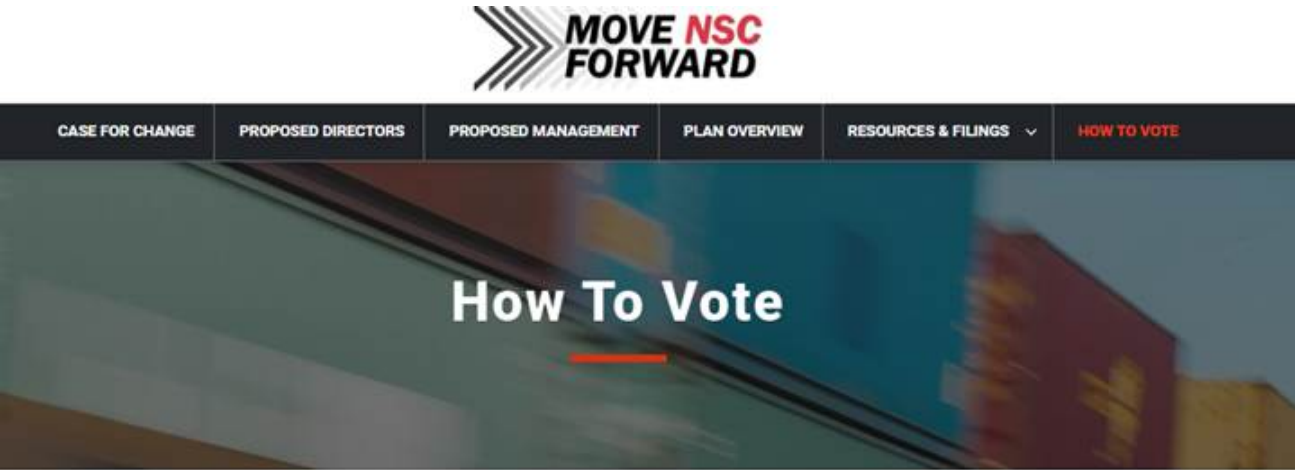 MOVE NSC
FORWARD
CASE FOR CHANGE PROPOSED DIRECTORS PROPOSED MANAGEMENT PLAN OVERVIEW RESOURCES & FILINGS HOW TO VOTE
How To Vote